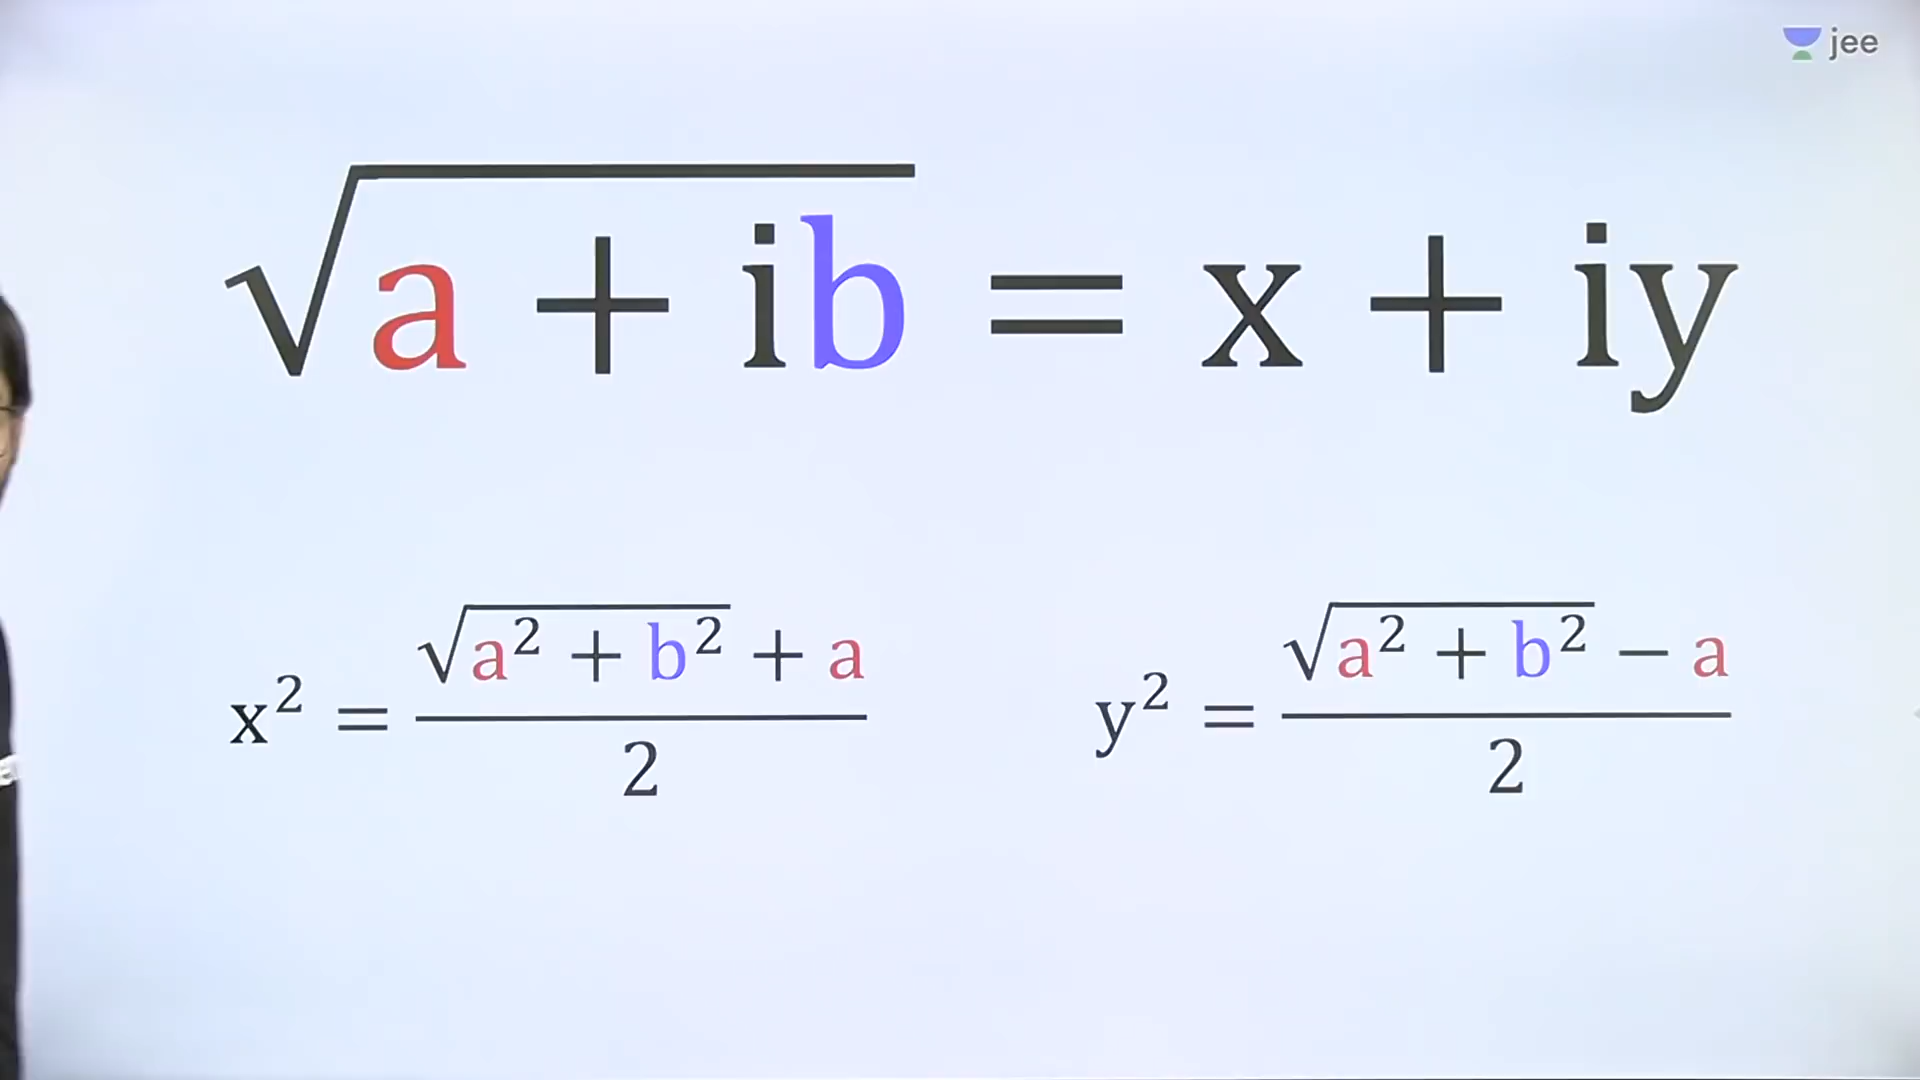 jee
√(a + ib) = x + iy
x² = (√(a² + b²) + a) / 2
y² = (√(a² + b²) − a) / 2